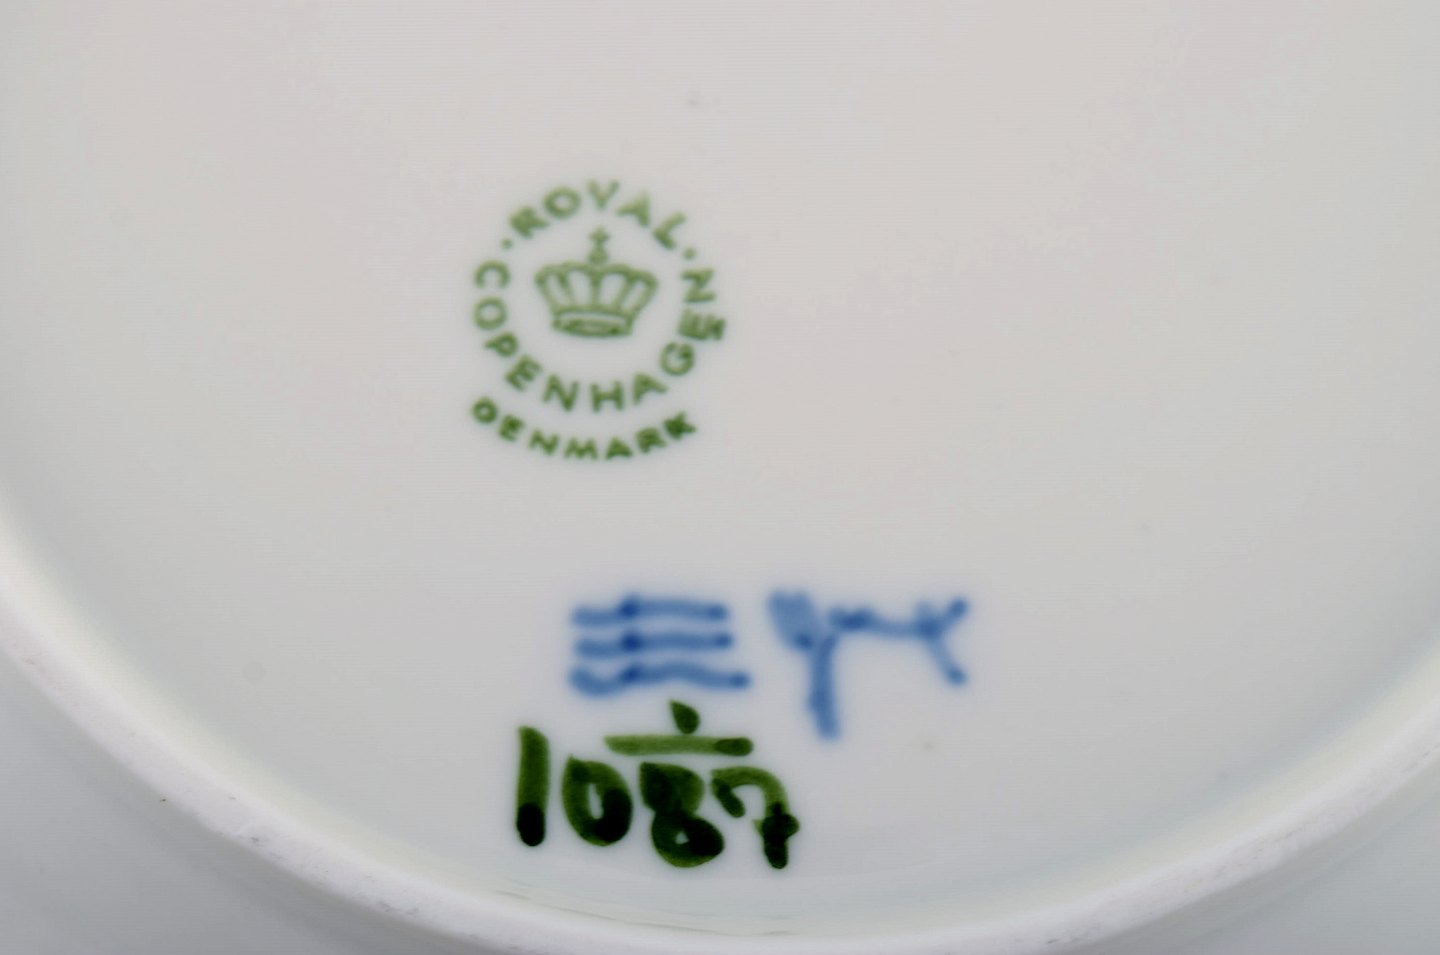 ROYAL
COPENHAGEN
DENMARK
1087